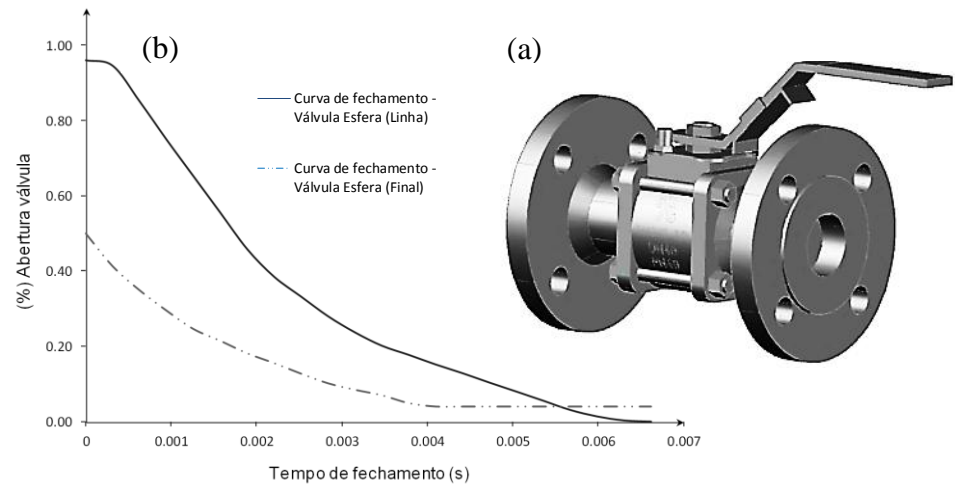 (b)
(a)
1.00
0.80
0.60
0.40
0.20
0.00
(%) Abertura válvula
Curva de fechamento -
Válvula Esfera (Linha)
Curva de fechamento -
Válvula Esfera (Final)
0
0.001
0.002
0.003
0.004
0.005
0.006
0.007
Tempo de fechamento (s)